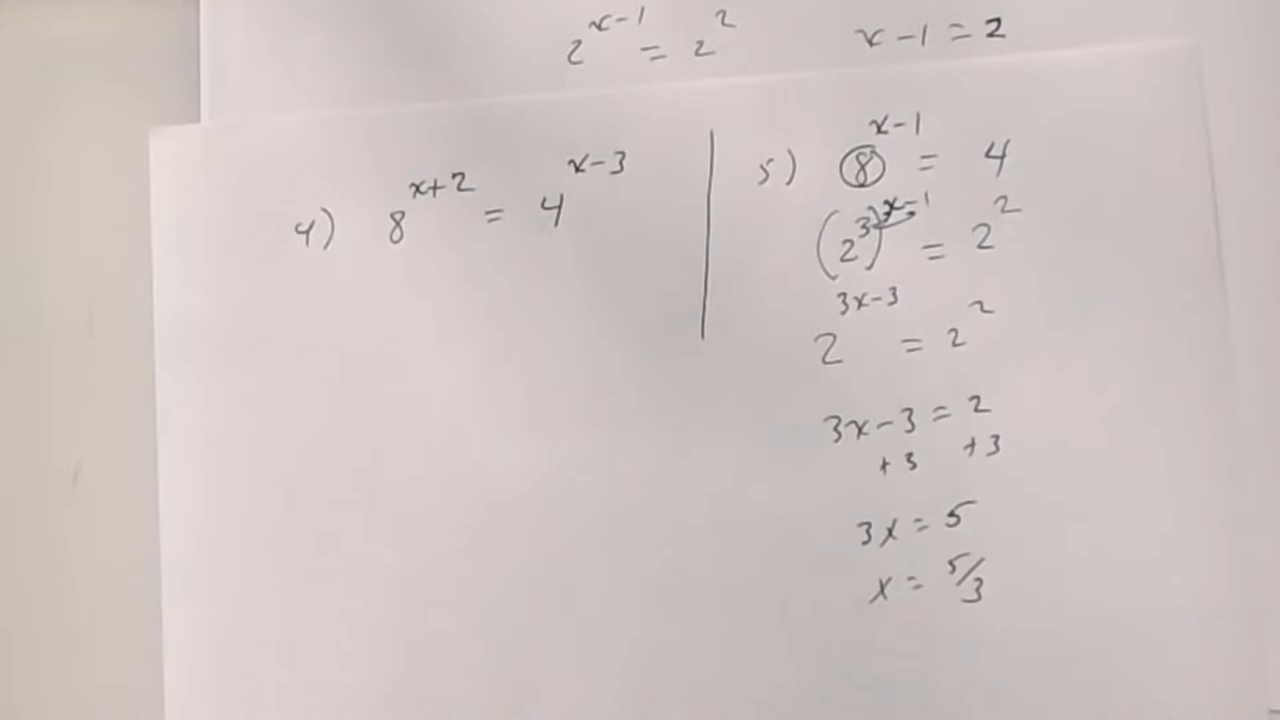 2^{x-1} = 2^2    x-1 = 2
4) 8^{x+2} = 4^{x-3}
5) 8^{x-1} = 4
(2^3)^{x-1} = 2^2
2^{3x-3} = 2^2
3x-3 = 2
+3 +3
3x = 5
x = 5/3